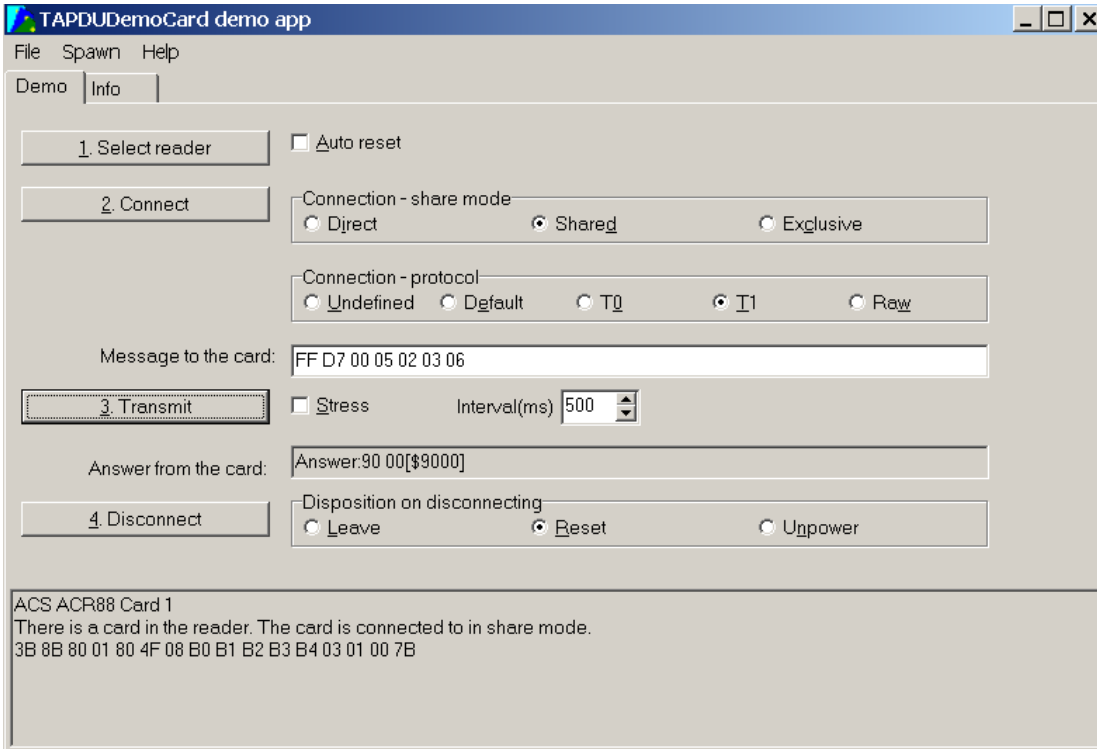 TAPDUDemoCard demo app
File Spawn Help
Demo Info
1. Select reader Auto reset
2. Connect Connection - share mode
Direct Shared Exclusive
Connection - protocol
Undefined Default T0 T1 Raw
Message to the card: FF D7 00 05 02 03 06
3. Transmit Stress Interval(ms) 500
Answer from the card: Answer:90 00[$9000]
4. Disconnect Disposition on disconnecting
Leave Reset Unpower
ACS ACR88 Card 1
There is a card in the reader. The card is connected to in share mode.
3B 8B 80 01 80 4F 08 B0 B1 B2 B3 B4 03 01 00 7B